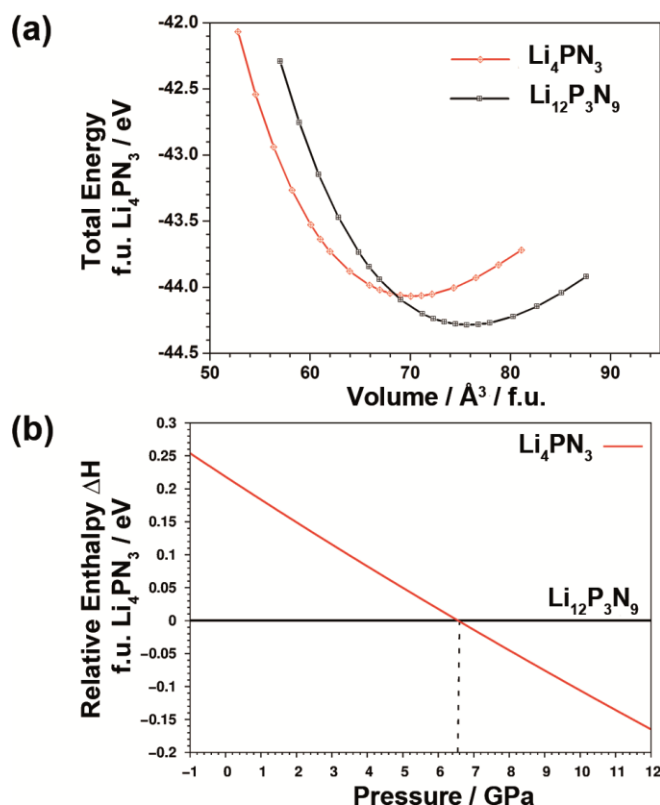 (a)
Total Energy
f.u. Li₄PN₃ / eV
-42.0
-42.5
-43.0
-43.5
-44.0
-44.5
Li₄PN₃
Li₁₂P₃N₉
50 60 70 80 90
Volume / Å³ / f.u.
(b)
Relative Enthalpy ΔH
f.u. Li₄PN₃ / eV
0.3
0.25
0.2
0.15
0.1
0.05
0
−0.05
−0.1
−0.15
−0.2
Li₄PN₃
Li₁₂P₃N₉
−1 0 1 2 3 4 5 6 7 8 9 10 11 12
Pressure / GPa